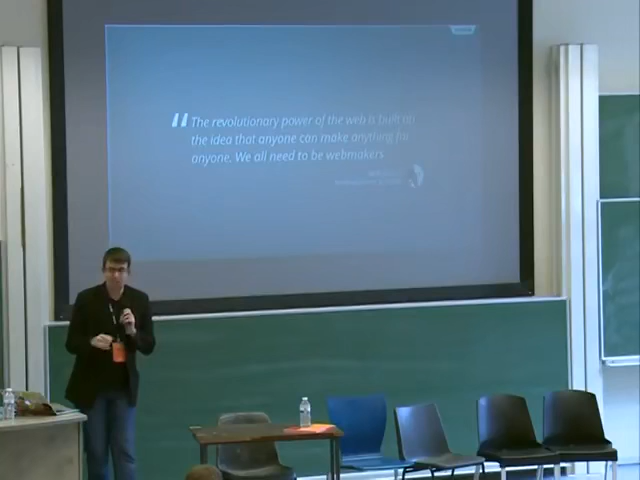 " The revolutionary power of the web is built on
the idea that anyone can make anything for
anyone. We all need to be webmakers